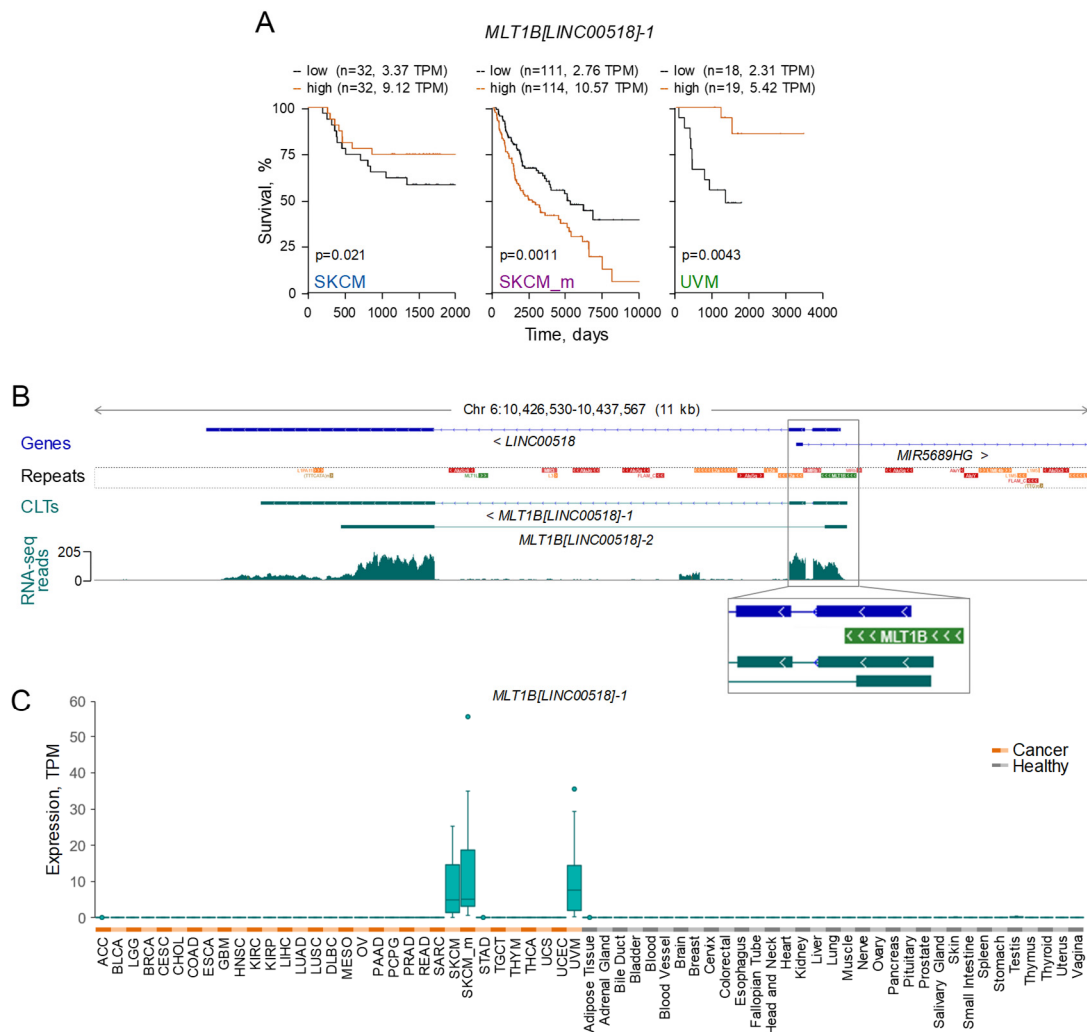 A
MLT1B[LINC00518]-1
low (n=32, 3.37 TPM)
high (n=32, 9.12 TPM)
low (n=111, 2.76 TPM)
high (n=114, 10.57 TPM)
low (n=18, 2.31 TPM)
high (n=19, 5.42 TPM)
Survival, %
100
75
50
25
0
p=0.021
SKCM
0 500 1000 1500 2000
p=0.0011
SKCM_m
0 2500 5000 7500 10000
p=0.0043
UVM
0 1000 2000 3000 4000
Time, days
B
Chr 6:10,426,530-10,437,567 (11 kb)
Genes
< LINC00518
MIR5689HG >
Repeats
CLTs
< MLT1B[LINC00518]-1
MLT1B[LINC00518]-2
RNA-seq reads
205
0
<<< MLT1B <<<
C
MLT1B[LINC00518]-1
Expression, TPM
60
50
40
30
20
10
0
Cancer
Healthy
ACC
BLCA
LGG
BRCA
CESC
CHOL
COAD
ESCA
GBM
HNSC
KIRC
KIRP
LIHC
LUAD
LUSC
DLBC
MESO
OV
PAAD
PCPG
PRAD
READ
SARC
SKCM
SKCM_m
STAD
TGCT
THYM
THCA
UCS
UCEC
UVM
Adipose Tissue
Adrenal Gland
Bile Duct
Bladder
Blood
Blood Vessel
Brain
Breast
Cervix
Colorectal
Esophagus
Fallopian Tube
Head and Neck
Heart
Kidney
Liver
Lung
Muscle
Nerve
Ovary
Pancreas
Pituitary
Prostate
Salivary Gland
Skin
Small Intestine
Spleen
Stomach
Testis
Thymus
Thyroid
Uterus
Vagina